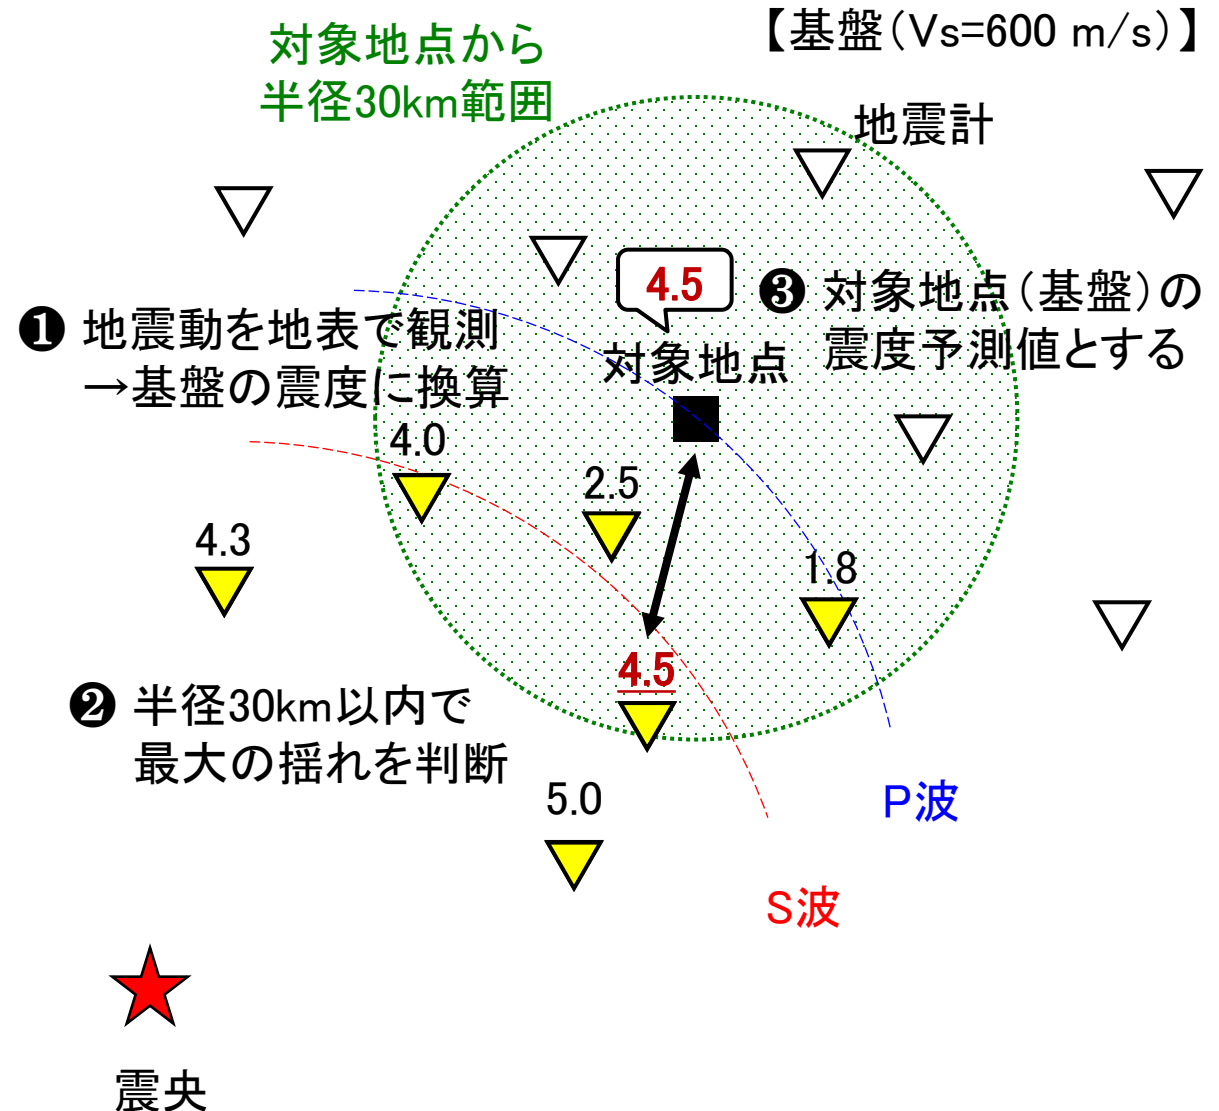 【基盤(Vs=600 m/s)】
対象地点から
半径30km範囲
地震計
4.5
❸ 対象地点(基盤)の
震度予測値とする
❶ 地震動を地表で観測
→基盤の震度に換算
対象地点
4.0
2.5
4.3
1.8
4.5
❷ 半径30km以内で
最大の揺れを判断
5.0
P波
S波
震央